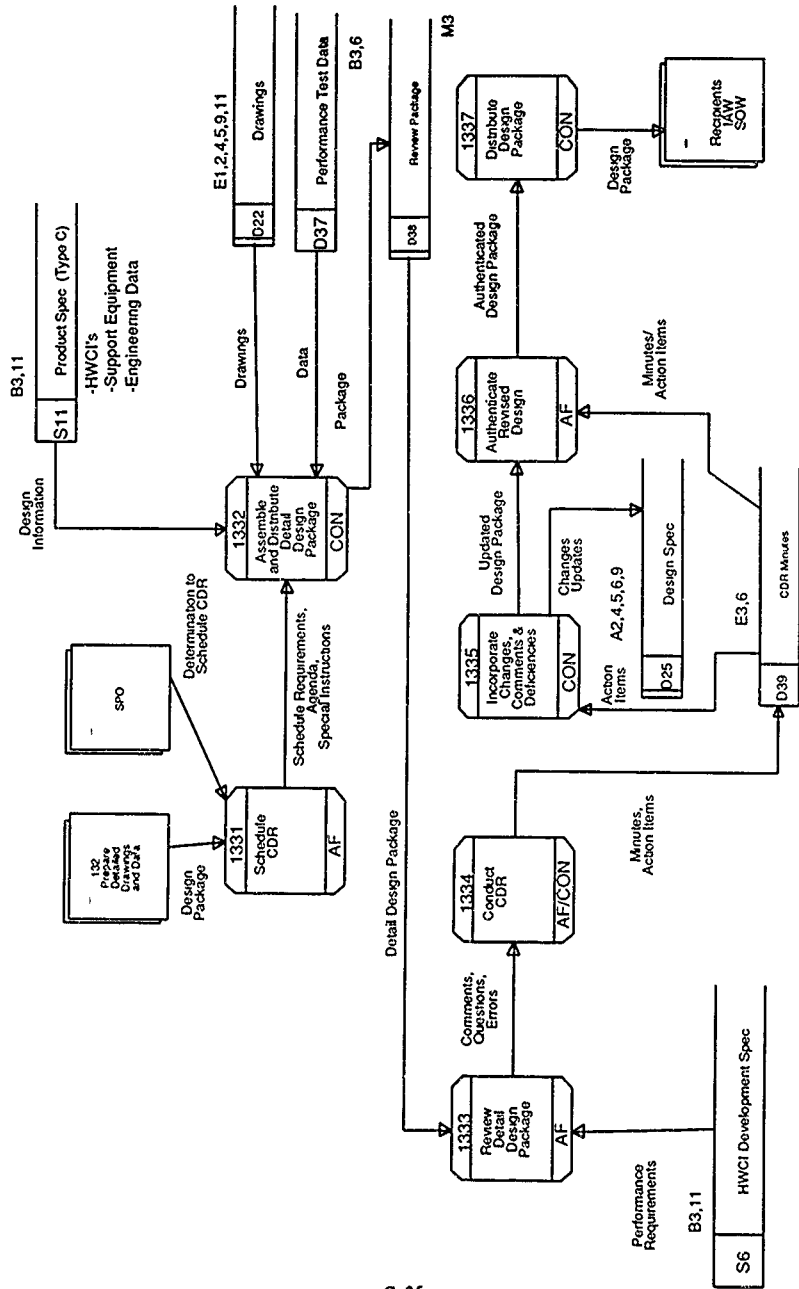 132
Prepare
Detailed
Drawings
and Data
SPO
Design
Package
Determination to
Schedule CDR
1331
Schedule
CDR
AF
Schedule Requirements,
Agenda,
Special Instructions
B3,11
S11
Product Spec (Type C)
-HWCI's
-Support Equipment
-Engineering Data
Design
Information
1332
Assemble
and Distribute
Detail
Design
Package
CON
E1,2,4,5,9,11
D22
Drawings
Drawings
D37
Performance Test Data
B3,6
Data
Package
D38
Review Package
M3
Detail Design Package
1333
Review
Detail
Design
Package
AF
Performance
Requirements
B3,11
S6
HWCI Development Spec
Comments,
Questions,
Errors
1334
Conduct
CDR
AF/CON
Minutes,
Action Items
E3,6
D39
CDR Minutes
Action
Items
1335
Incorporate
Changes,
Comments &
Deficiencies
CON
Changes
Updates
A2,4,5,6,9
D25
Design Spec
Updated
Design Package
1336
Authenticate
Revised
Design
AF
Minutes/
Action Items
Authenticated
Design Package
1337
Distribute
Design
Package
CON
Design
Package
Recipients
IAW
SOW